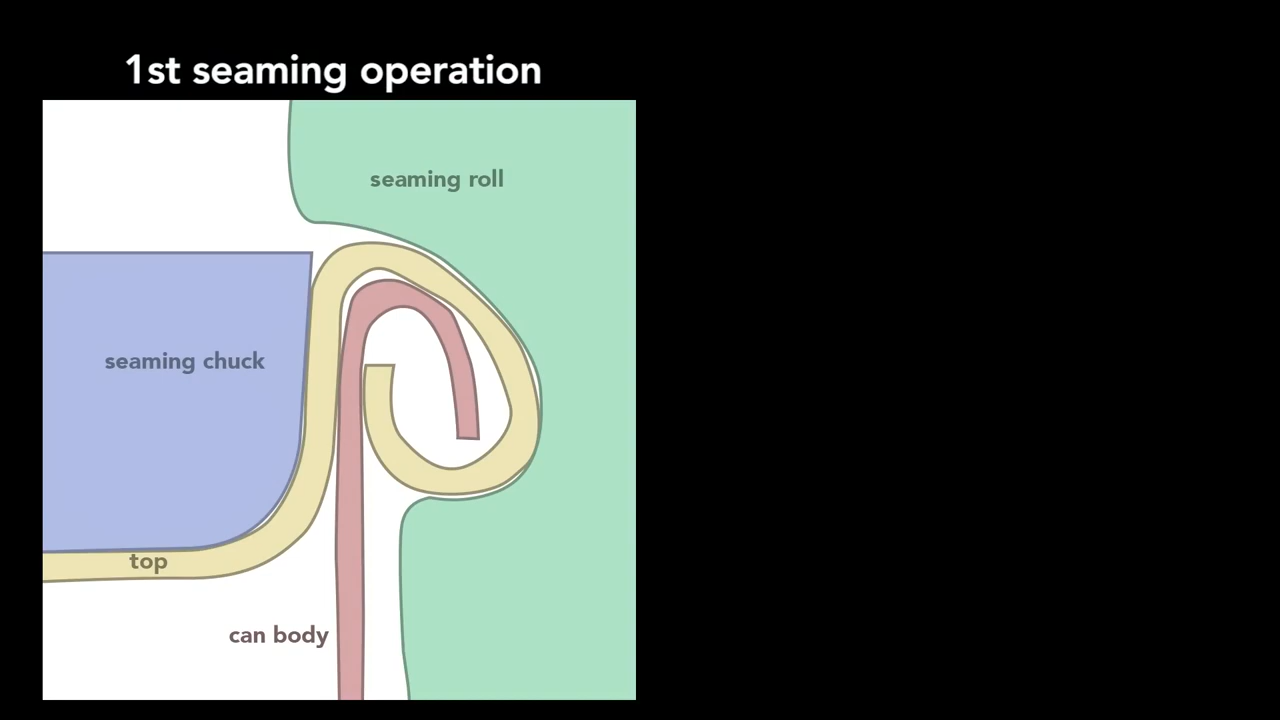 1st seaming operation
seaming roll
seaming chuck
top
can body